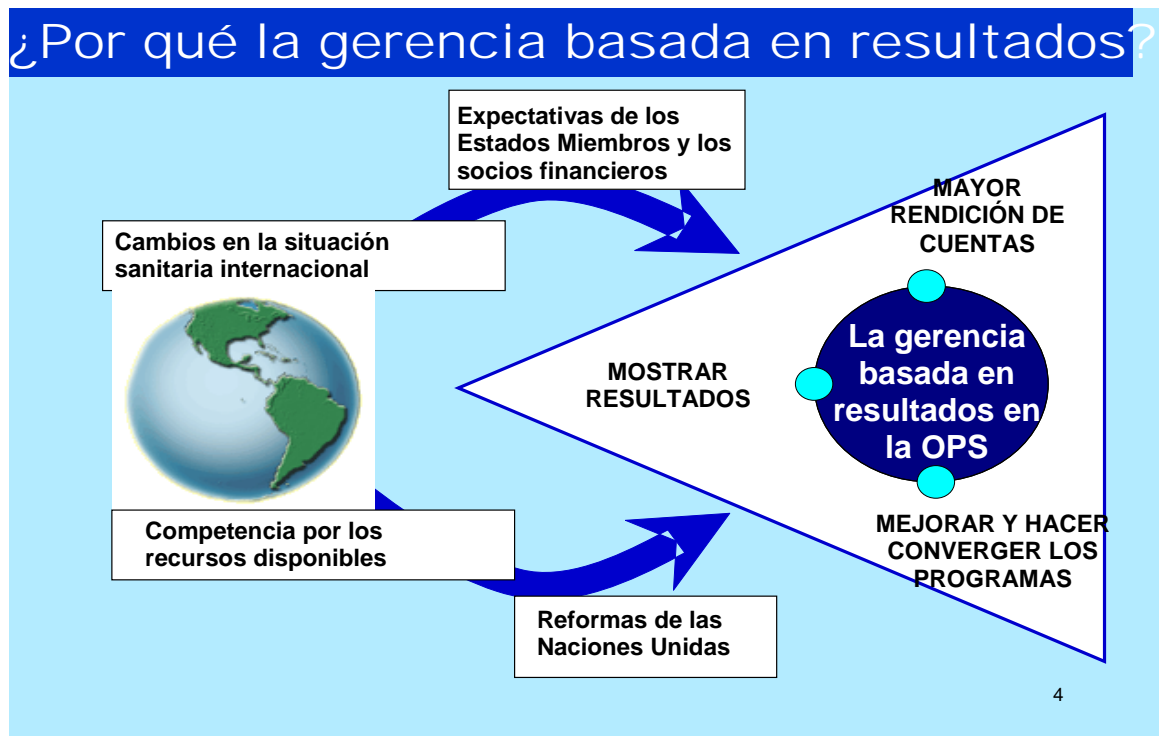 ¿Por qué la gerencia basada en resultados?
Expectativas de los
Estados Miembros y los
socios financieros
Cambios en la situación
sanitaria internacional
Competencia por los
recursos disponibles
Reformas de las
Naciones Unidas
MOSTRAR
RESULTADOS
MAYOR
RENDICIÓN DE
CUENTAS
La gerencia
basada en
resultados en
la OPS
MEJORAR Y HACER
CONVERGER LOS
PROGRAMAS
4